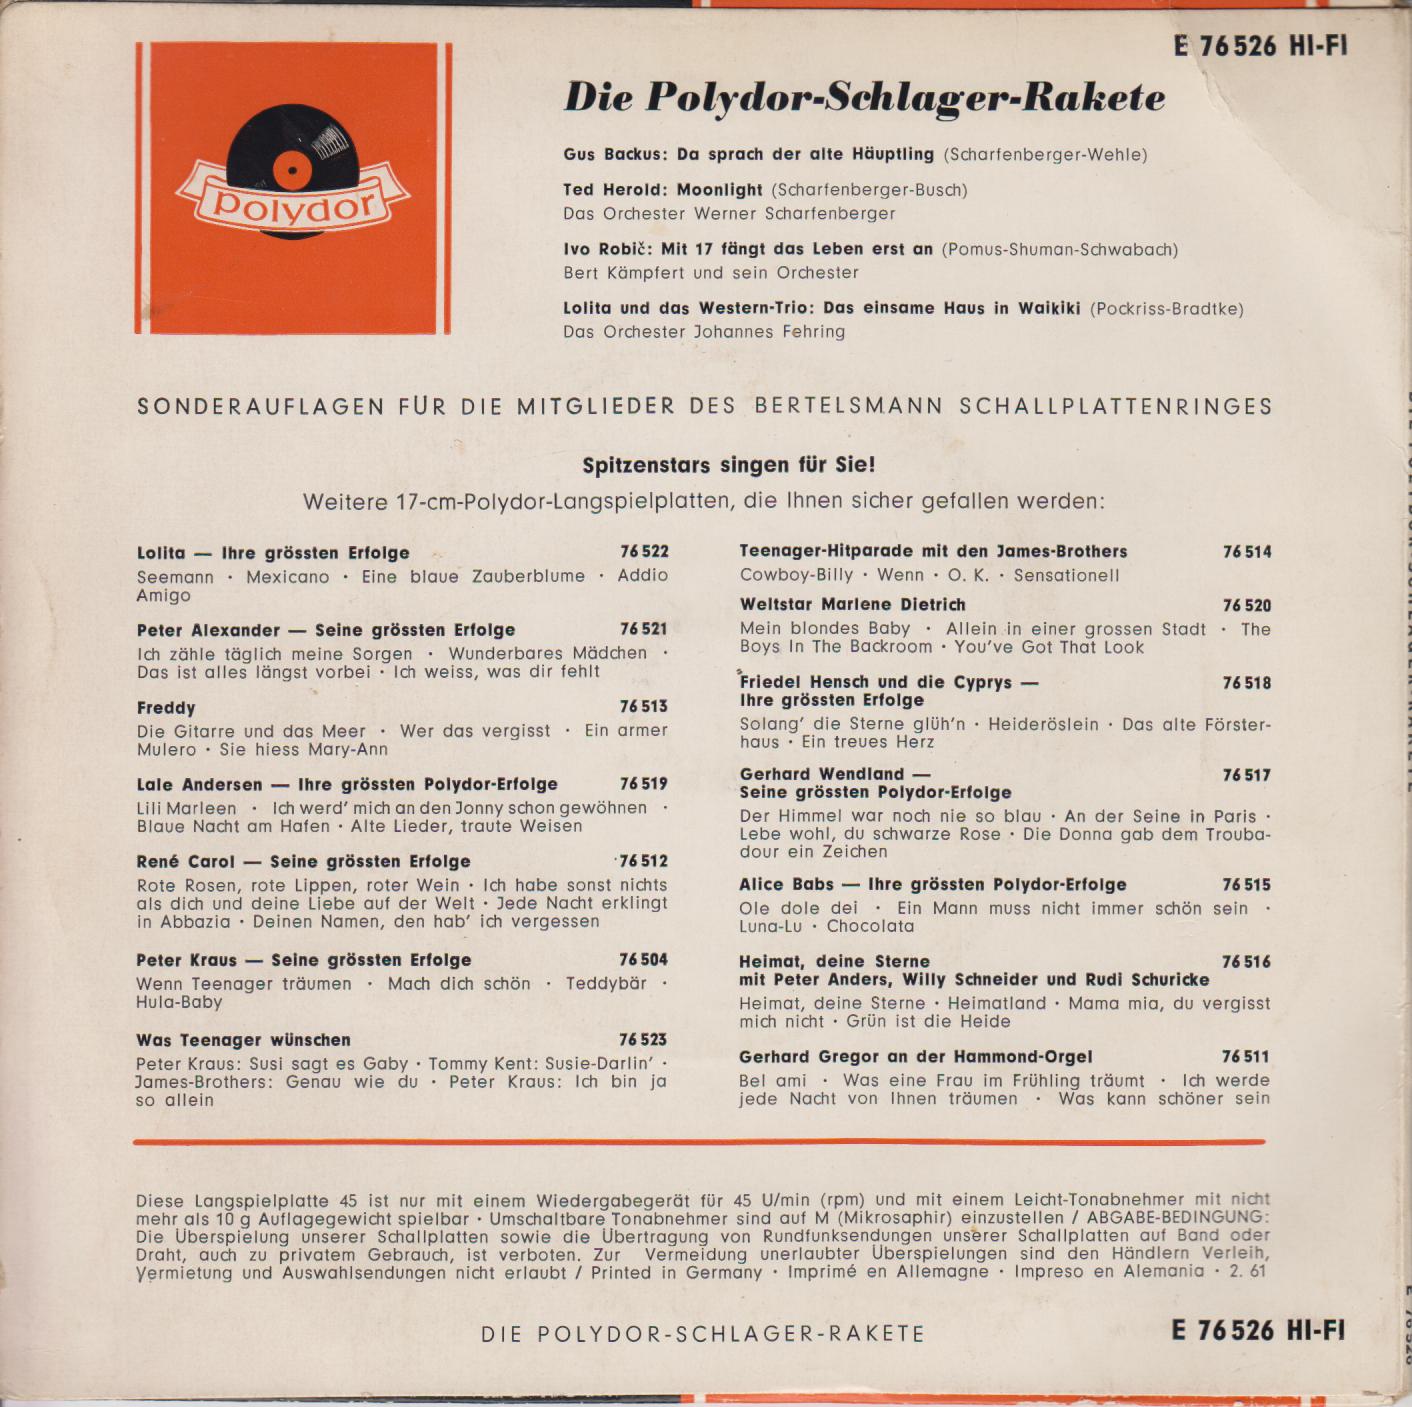 E 76526 HI-FI
polydor
Die Polydor-Schlager-Rakete
Gus Backus: Da sprach der alte Häuptling (Scharfenberger-Wehle)
Ted Herold: Moonlight (Scharfenberger-Busch)
Das Orchester Werner Scharfenberger
Ivo Robič: Mit 17 fängt das Leben erst an (Pomus-Shuman-Schwabach)
Bert Kämpfert und sein Orchester
Lolita und das Western-Trio: Das einsame Haus in Waikiki (Pockriss-Bradtke)
Das Orchester Johannes Fehring
SONDERAUFLAGEN FÜR DIE MITGLIEDER DES BERTELSMANN SCHALLPLATTENRINGES
Spitzenstars singen für Sie!
Weitere 17-cm-Polydor-Langspielplatten, die Ihnen sicher gefallen werden:
Lolita — Ihre grössten Erfolge 76522
Seemann · Mexicano · Eine blaue Zauberblume · Addio
Amigo
Peter Alexander — Seine grössten Erfolge 76521
Ich zähle täglich meine Sorgen · Wunderbares Mädchen ·
Das ist alles längst vorbei · Ich weiss, was dir fehlt
Freddy 76513
Die Gitarre und das Meer · Wer das vergisst · Ein armer
Mulero · Sie hiess Mary-Ann
Lale Andersen — Ihre grössten Polydor-Erfolge 76519
Lili Marleen · Ich werd' mich an den Jonny schon gewöhnen ·
Blaue Nacht am Hafen · Alte Lieder, traute Weisen
René Carol — Seine grössten Erfolge 76512
Rote Rosen, rote Lippen, roter Wein · Ich habe sonst nichts
als dich und deine Liebe auf der Welt · Jede Nacht erklingt
in Abbazia · Deinen Namen, den hab' ich vergessen
Peter Kraus — Seine grössten Erfolge 76504
Wenn Teenager träumen · Mach dich schön · Teddybär ·
Hula-Baby
Was Teenager wünschen 76523
Peter Kraus: Susi sagt es Gaby · Tommy Kent: Susie-Darlin' ·
James-Brothers: Genau wie du · Peter Kraus: Ich bin ja
so allein
Teenager-Hitparade mit den James-Brothers 76514
Cowboy-Billy · Wenn · O. K. · Sensationell
Weltstar Marlene Dietrich 76520
Mein blondes Baby · Allein in einer grossen Stadt · The
Boys In The Backroom · You've Got That Look
Friedel Hensch und die Cyprys — 76518
Ihre grössten Erfolge
Solang' die Sterne glüh'n · Heideröslein · Das alte Förster-
haus · Ein treues Herz
Gerhard Wendland — 76517
Seine grössten Polydor-Erfolge
Der Himmel war noch nie so blau · An der Seine in Paris ·
Lebe wohl, du schwarze Rose · Die Donna gab dem Trouba-
dour ein Zeichen
Alice Babs — Ihre grössten Polydor-Erfolge 76515
Ole dole dei · Ein Mann muss nicht immer schön sein ·
Luna-Lu · Chocolata
Heimat, deine Sterne 76516
mit Peter Anders, Willy Schneider und Rudi Schuricke
Heimat, deine Sterne · Heimatland · Mama mia, du vergisst
mich nicht · Grün ist die Heide
Gerhard Gregor an der Hammond-Orgel 76511
Bel ami · Was eine Frau im Frühling träumt · Ich werde
jede Nacht von Ihnen träumen · Was kann schöner sein
Diese Langspielplatte 45 ist nur mit einem Wiedergabegerät für 45 U/min (rpm) und mit einem Leicht-Tonabnehmer mit nicht
mehr als 10 g Auflagegewicht spielbar · Umschaltbare Tonabnehmer sind auf M (Mikrosaphir) einzustellen / ABGABE-BEDINGUNG:
Die Überspielung unserer Schallplatten sowie die Übertragung von Rundfunksendungen unserer Schallplatten auf Band oder
Draht, auch zu privatem Gebrauch, ist verboten. Zur Vermeidung unerlaubter Überspielungen sind den Händlern Verleih,
Vermietung und Auswahlsendungen nicht erlaubt / Printed in Germany · Imprimé en Allemagne · Impreso en Alemania · 2. 61
DIE POLYDOR-SCHLAGER-RAKETE
E 76526 HI-FI